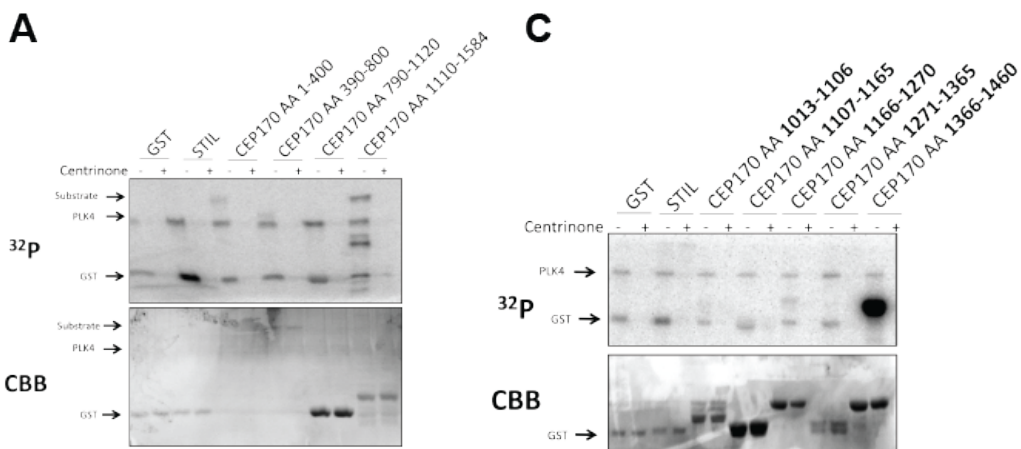 A
C
GST
STIL
CEP170 AA 1-400
CEP170 AA 390-800
CEP170 AA 790-1120
CEP170 AA 1110-1584
Centrinone - + - + - + - + - + - +
Substrate
PLK4
32P
GST
Substrate
PLK4
CBB
GST
GST
STIL
CEP170 AA 1013-1106
CEP170 AA 1107-1165
CEP170 AA 1166-1270
CEP170 AA 1271-1365
CEP170 AA 1366-1460
Centrinone - + - + - + - + - + - + - +
PLK4
32P
GST
CBB
GST